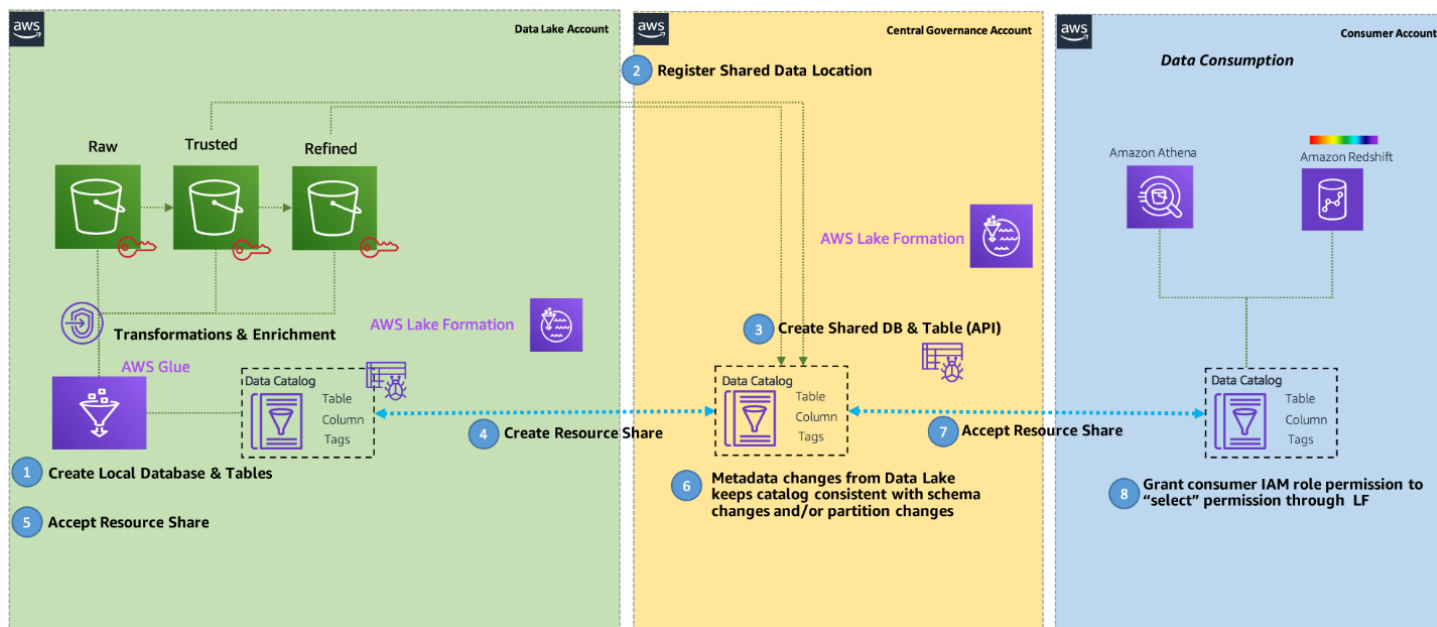 aws
Data Lake Account
aws
Central Governance Account
aws
Consumer Account
Data Consumption
2
Register Shared Data Location
Raw
Trusted
Refined
Amazon Athena
Amazon Redshift
AWS Lake Formation
Transformations & Enrichment
AWS Lake Formation
3
Create Shared DB & Table (API)
AWS Glue
Data Catalog
Table
Column
Tags
Data Catalog
Table
Column
Tags
Data Catalog
Table
Column
Tags
4
Create Resource Share
7
Accept Resource Share
1
Create Local Database & Tables
5
Accept Resource Share
6
Metadata changes from Data Lake
keeps catalog consistent with schema
changes and/or partition changes
8
Grant consumer IAM role permission to
“select” permission through LF